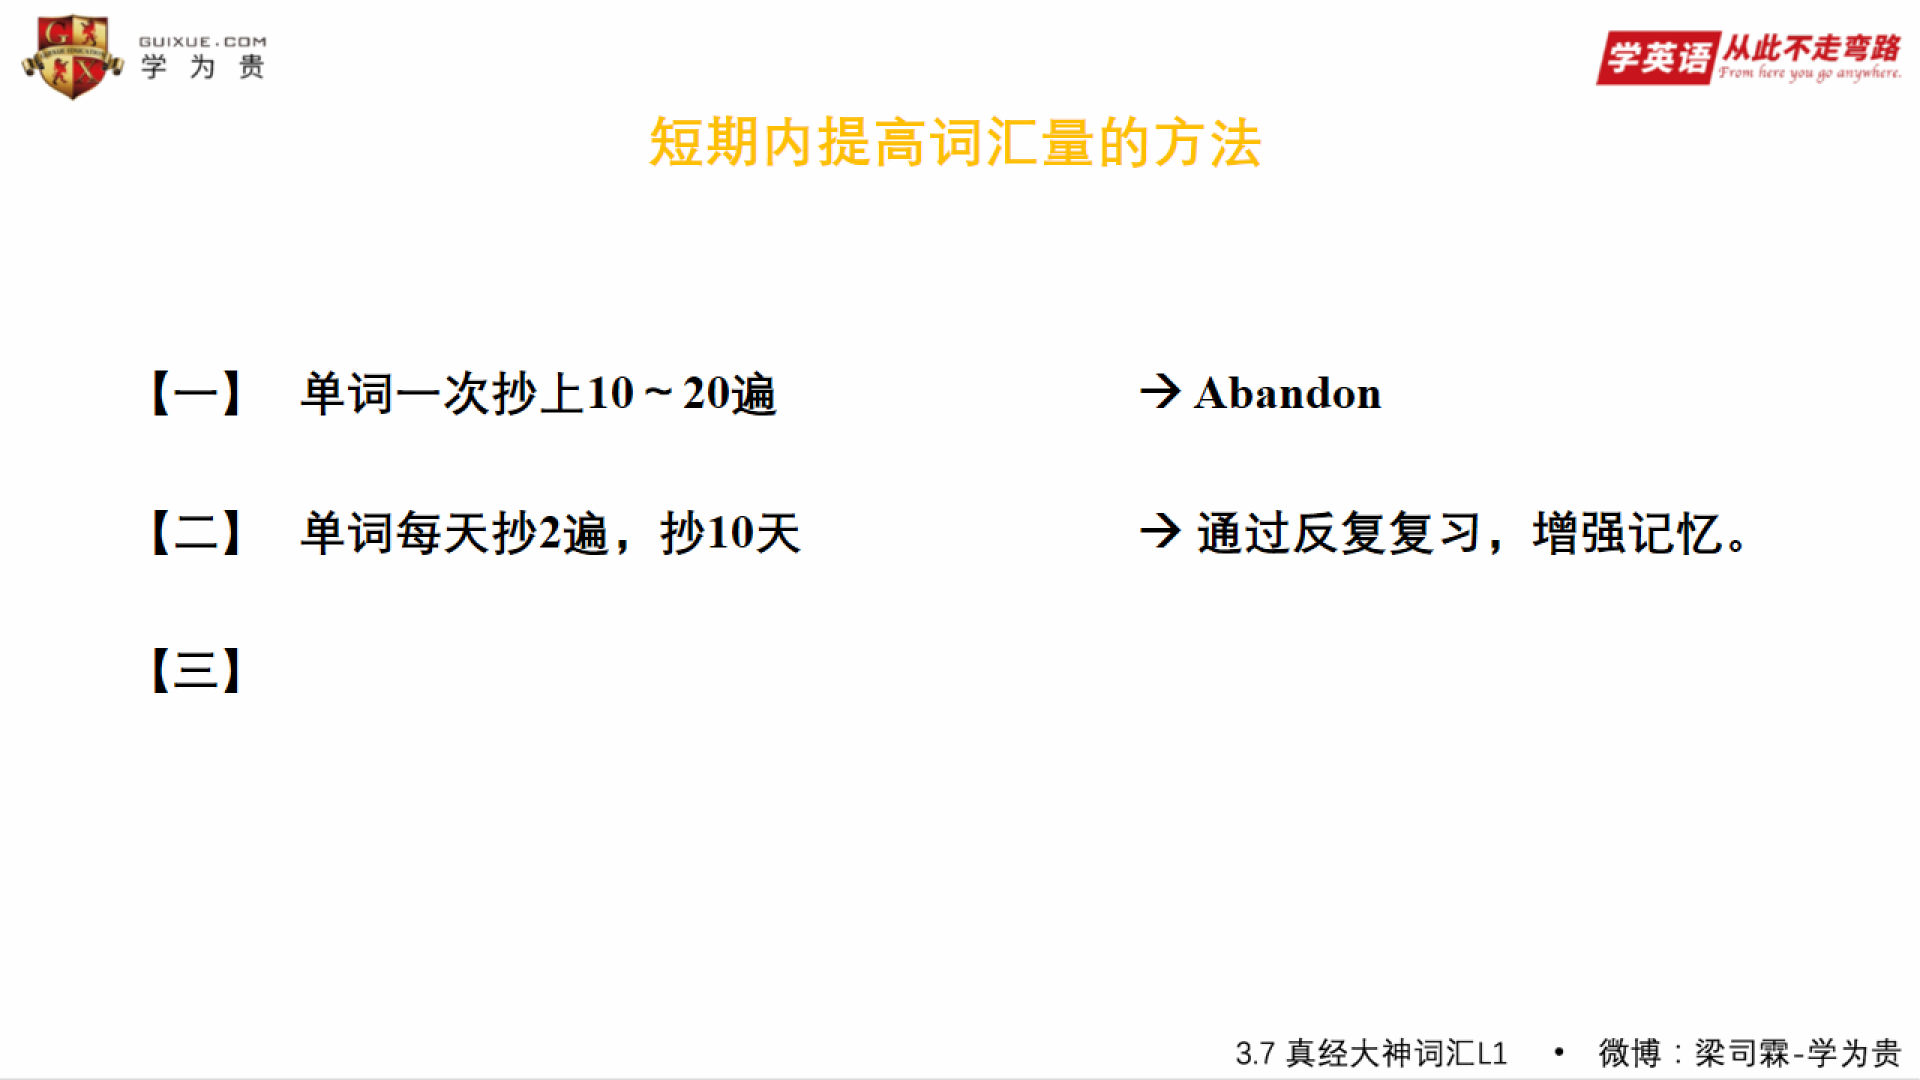 GUIXUE.COM
学为贵
学英语 从此不走弯路
From here you go anywhere.
短期内提高词汇量的方法
【一】 单词一次抄上10~20遍 → Abandon
【二】 单词每天抄2遍，抄10天 → 通过反复复习，增强记忆。
【三】
3.7 真经大神词汇L1 • 微博：梁司霖-学为贵